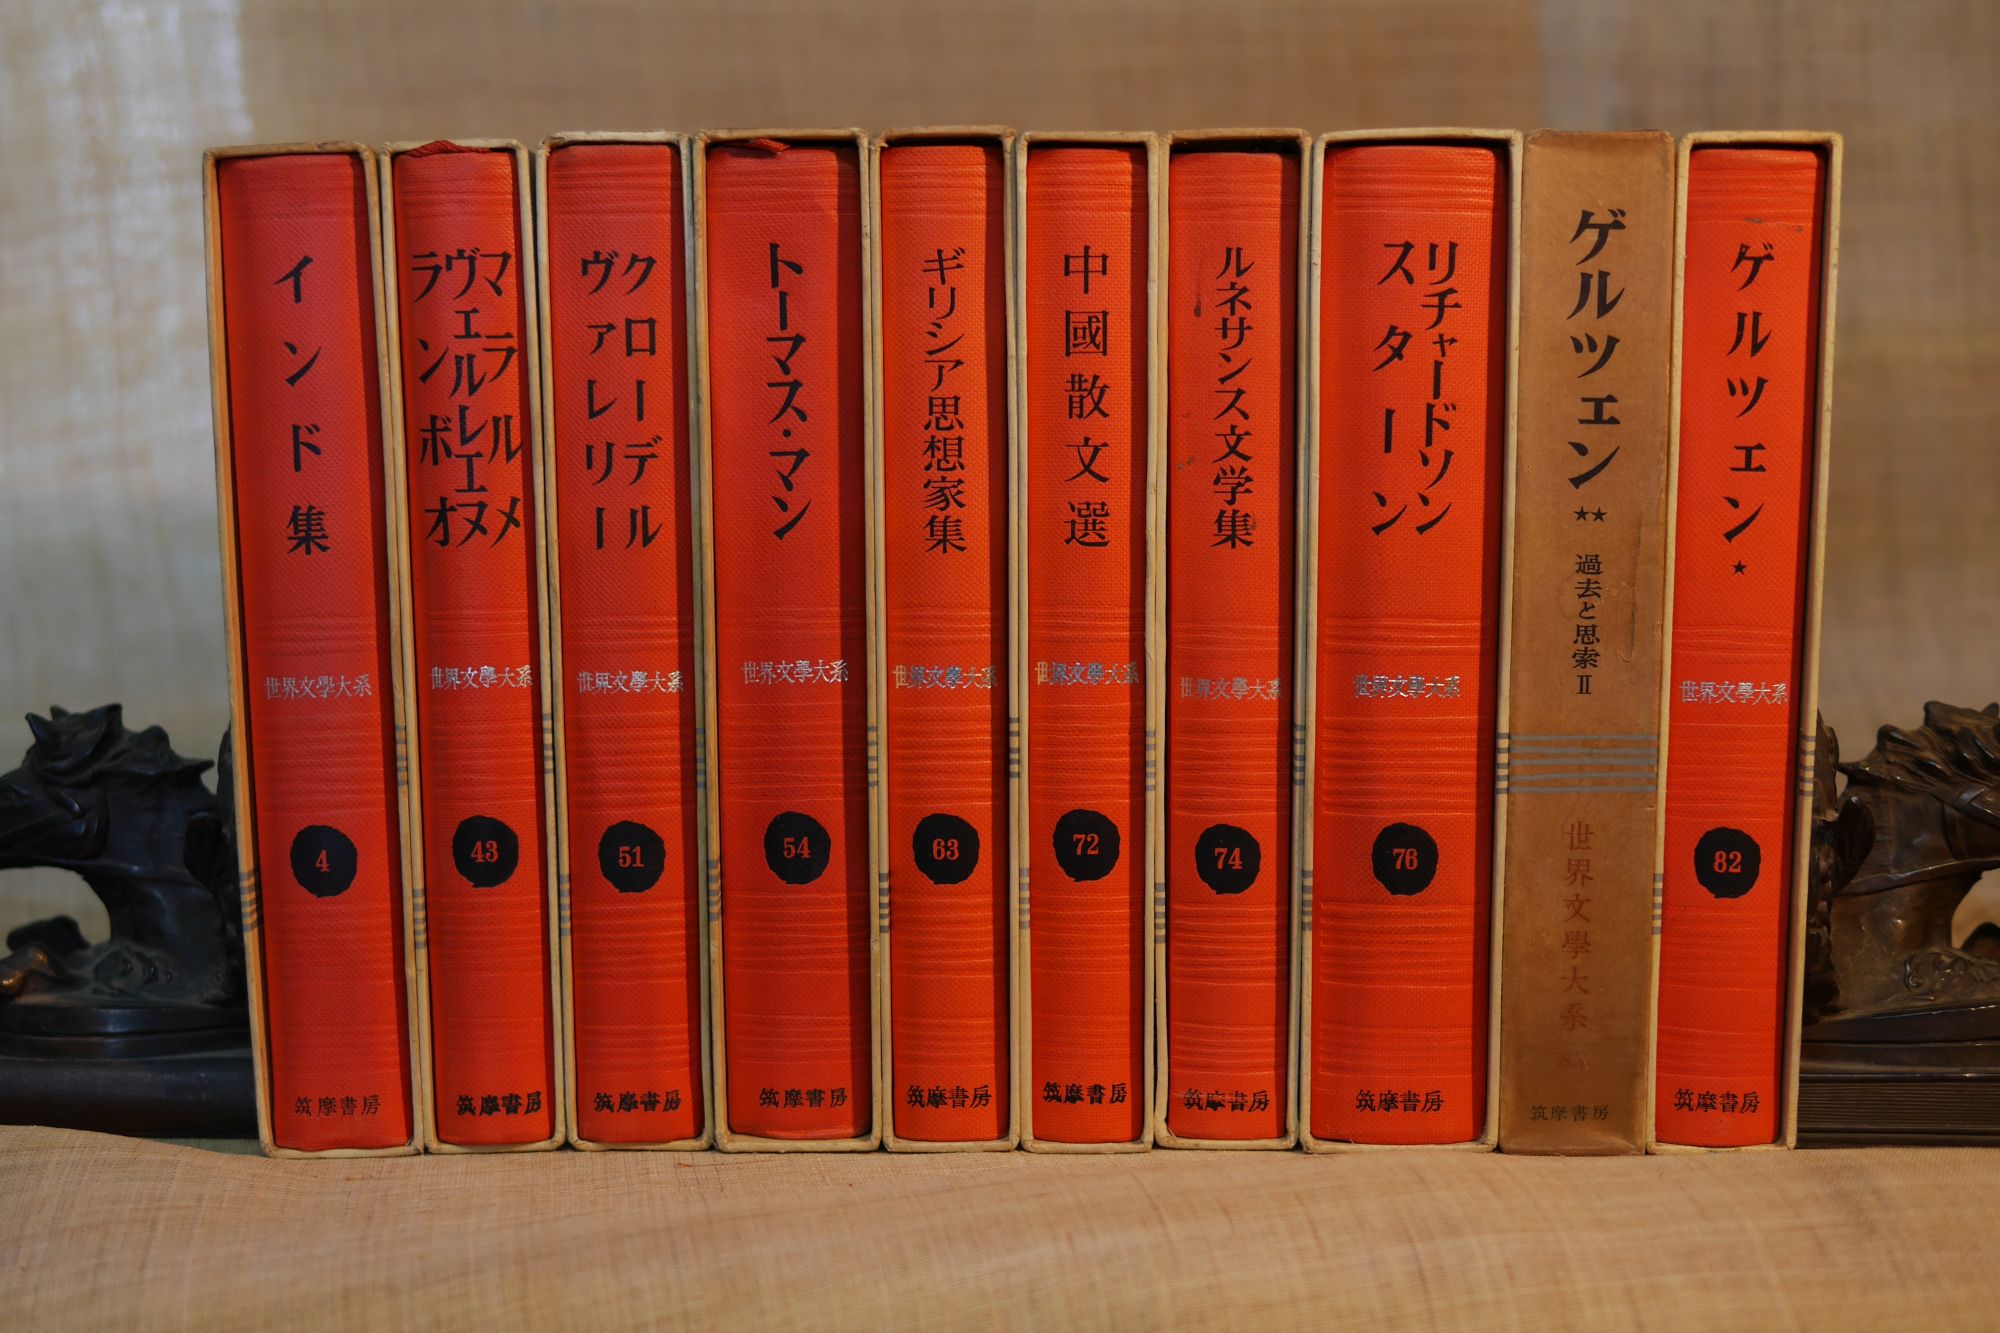 インド集
世界文學大系
4
筑摩書房
マラルメ
ヴェルレエヌ
ランボオ
世界文學大系
43
筑摩書房
クローデル
ヴァレリー
世界文學大系
51
筑摩書房
トーマス・マン
世界文學大系
54
筑摩書房
ギリシア思想家集
世界文學大系
63
筑摩書房
中國散文選
世界文學大系
72
筑摩書房
ルネサンス文学集
世界文學大系
74
筑摩書房
リチャードソン
スターン
世界文學大系
76
筑摩書房
ゲルツェン★★
過去と思索Ⅱ
世界文學大系
83
筑摩書房
ゲルツェン★
世界文學大系
82
筑摩書房